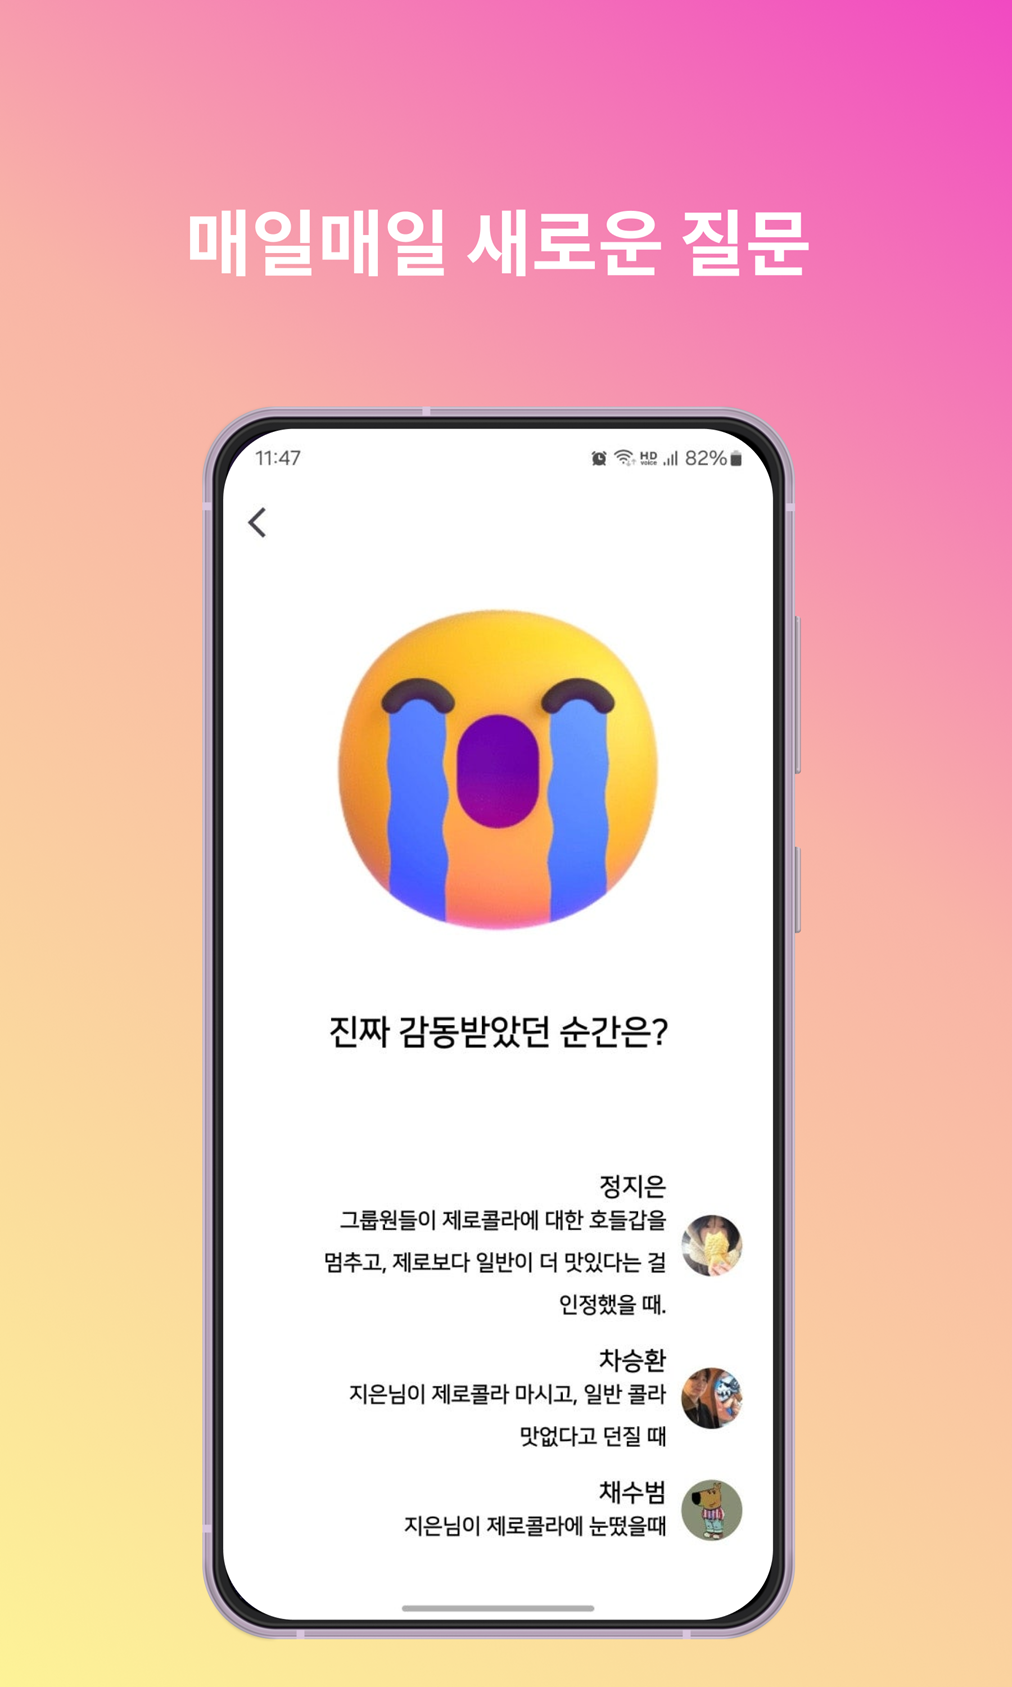 매일매일 새로운 질문
11:47
HD voice 82%
진짜 감동받았던 순간은?
정지은
그룹원들이 제로콜라에 대한 호들갑을
멈추고, 제로보다 일반이 더 맛있다는 걸
인정했을 때.
차승환
지은님이 제로콜라 마시고, 일반 콜라
맛없다고 던질 때
채수범
지은님이 제로콜라에 눈떴을때